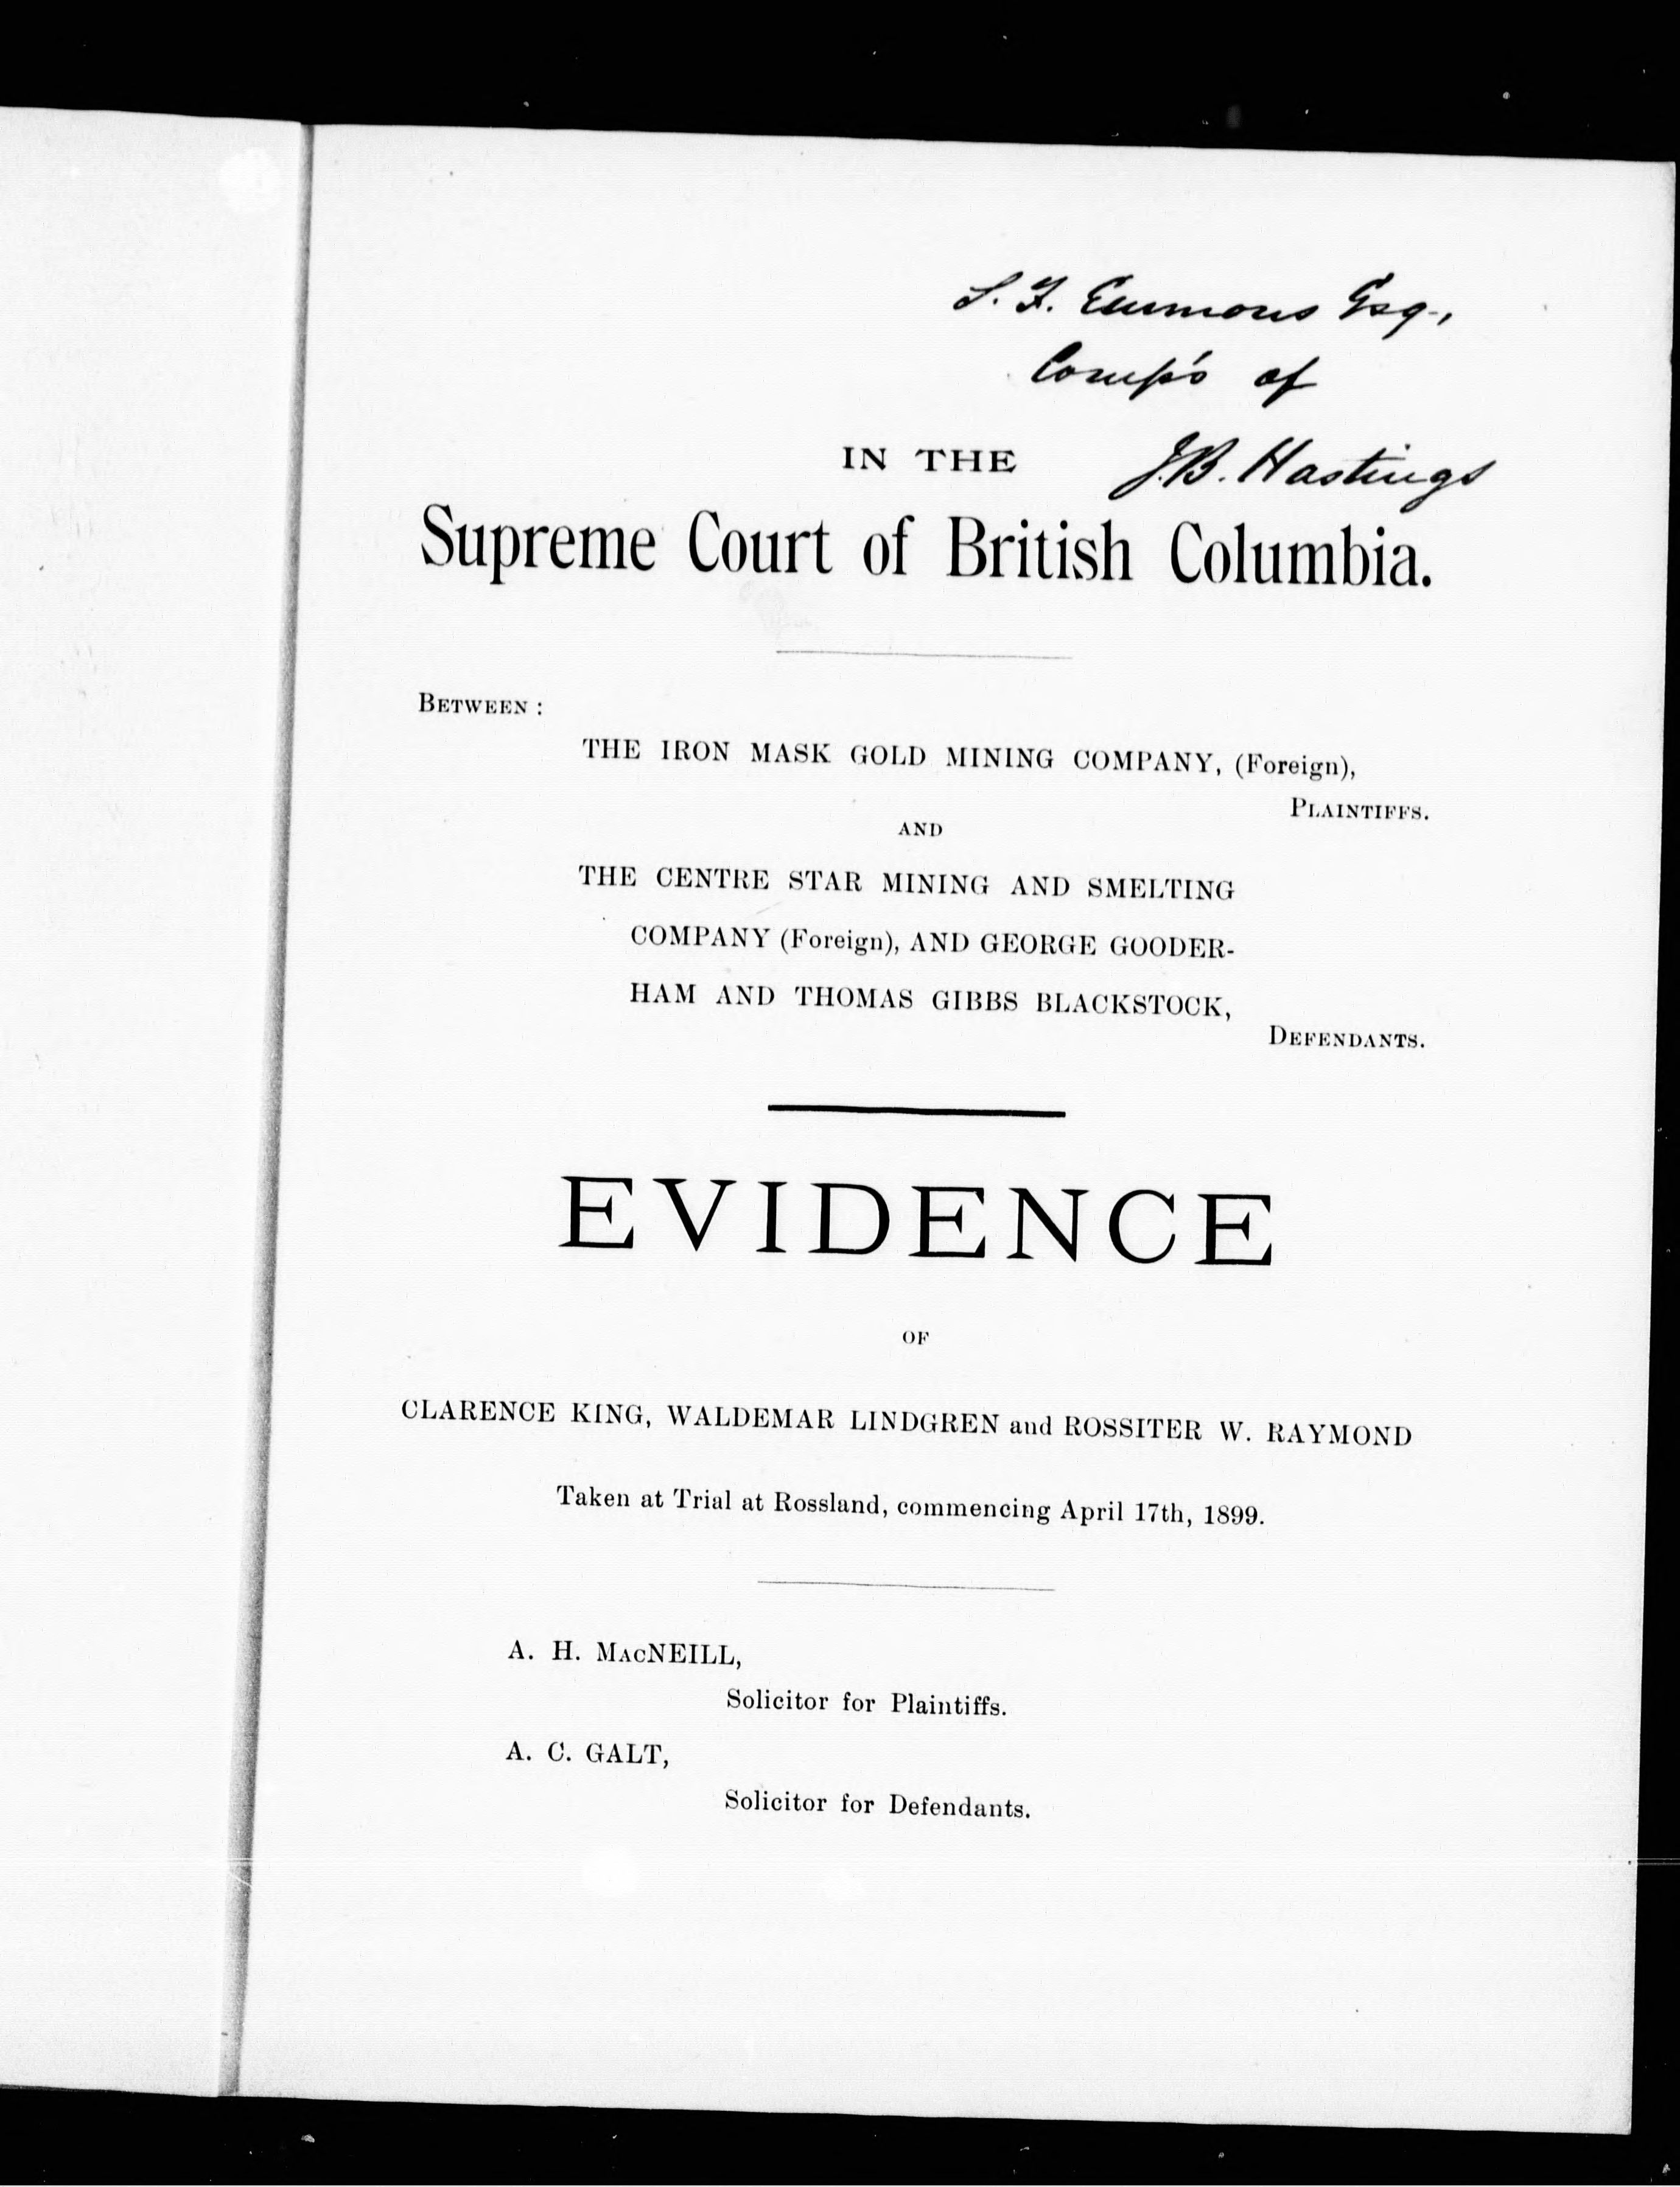 S. F. Emmons Esq.,
Comp's of
J.B. Hastings
IN THE
Supreme Court of British Columbia.
BETWEEN :
THE IRON MASK GOLD MINING COMPANY, (Foreign),
PLAINTIFFS.
AND
THE CENTRE STAR MINING AND SMELTING
COMPANY (Foreign), AND GEORGE GOODER-
HAM AND THOMAS GIBBS BLACKSTOCK,
DEFENDANTS.
EVIDENCE
OF
CLARENCE KING, WALDEMAR LINDGREN and ROSSITER W. RAYMOND
Taken at Trial at Rossland, commencing April 17th, 1899.
A. H. MACNEILL,
Solicitor for Plaintiffs.
A. C. GALT,
Solicitor for Defendants.